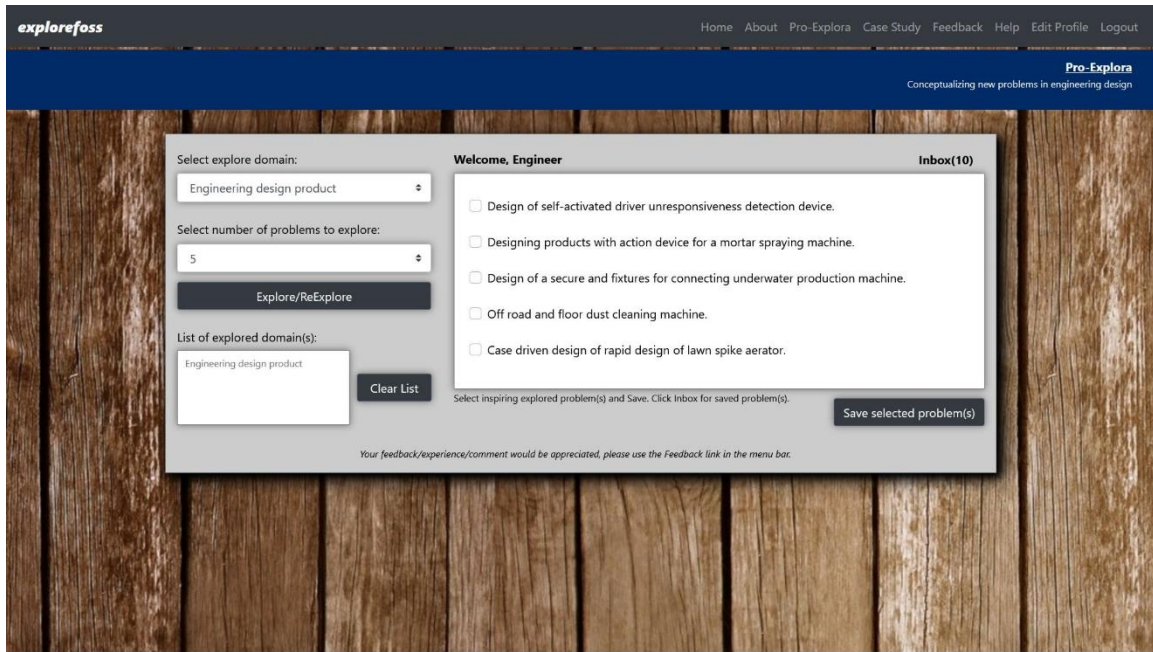 explorefoss
Home About Pro-Explora Case Study Feedback Help Edit Profile Logout
Pro-Explora
Conceptualizing new problems in engineering design
Select explore domain:
Engineering design product
Select number of problems to explore:
5
Explore/ReExplore
List of explored domain(s):
Engineering design product
Clear List
Welcome, Engineer
Inbox(10)
Design of self-activated driver unresponsiveness detection device.
Designing products with action device for a mortar spraying machine.
Design of a secure and fixtures for connecting underwater production machine.
Off road and floor dust cleaning machine.
Case driven design of rapid design of lawn spike aerator.
Select inspiring explored problem(s) and Save. Click Inbox for saved problem(s).
Save selected problem(s)
Your feedback/experience/comment would be appreciated, please use the Feedback link in the menu bar.